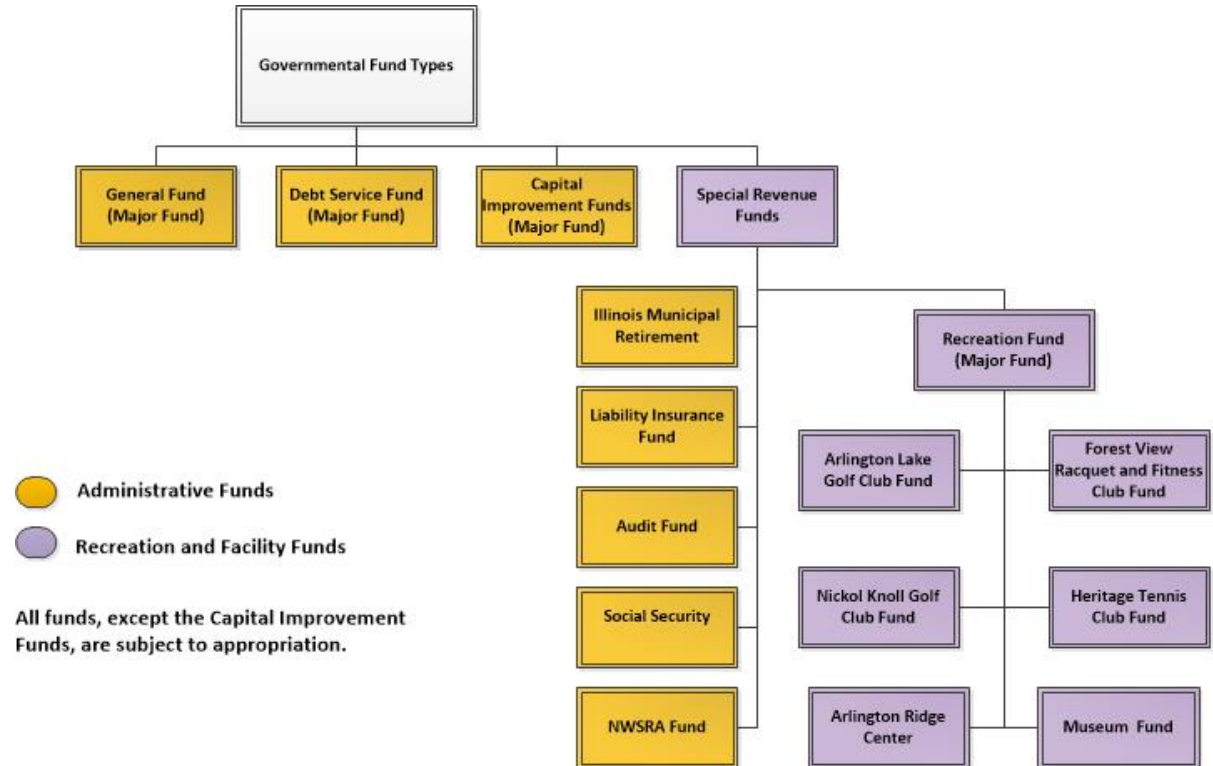 Governmental Fund Types
General Fund
(Major Fund)
Debt Service Fund
(Major Fund)
Capital
Improvement Funds
(Major Fund)
Special Revenue
Funds
Illinois Municipal
Retirement
Recreation Fund
(Major Fund)
Liability Insurance
Fund
Arlington Lake
Golf Club Fund
Forest View
Racquet and Fitness
Club Fund
Administrative Funds
Audit Fund
Recreation and Facility Funds
Nickol Knoll Golf
Club Fund
Heritage Tennis
Club Fund
Social Security
All funds, except the Capital Improvement
Funds, are subject to appropriation.
NWSRA Fund
Arlington Ridge
Center
Museum Fund